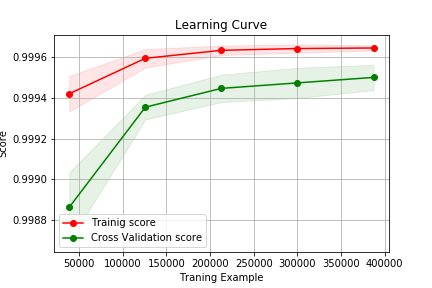 Learning Curve
0.9996
0.9994
0.9992
0.9990
0.9988
Score
Trainig score
Cross Validation score
50000 100000 150000 200000 250000 300000 350000 400000
Traning Example